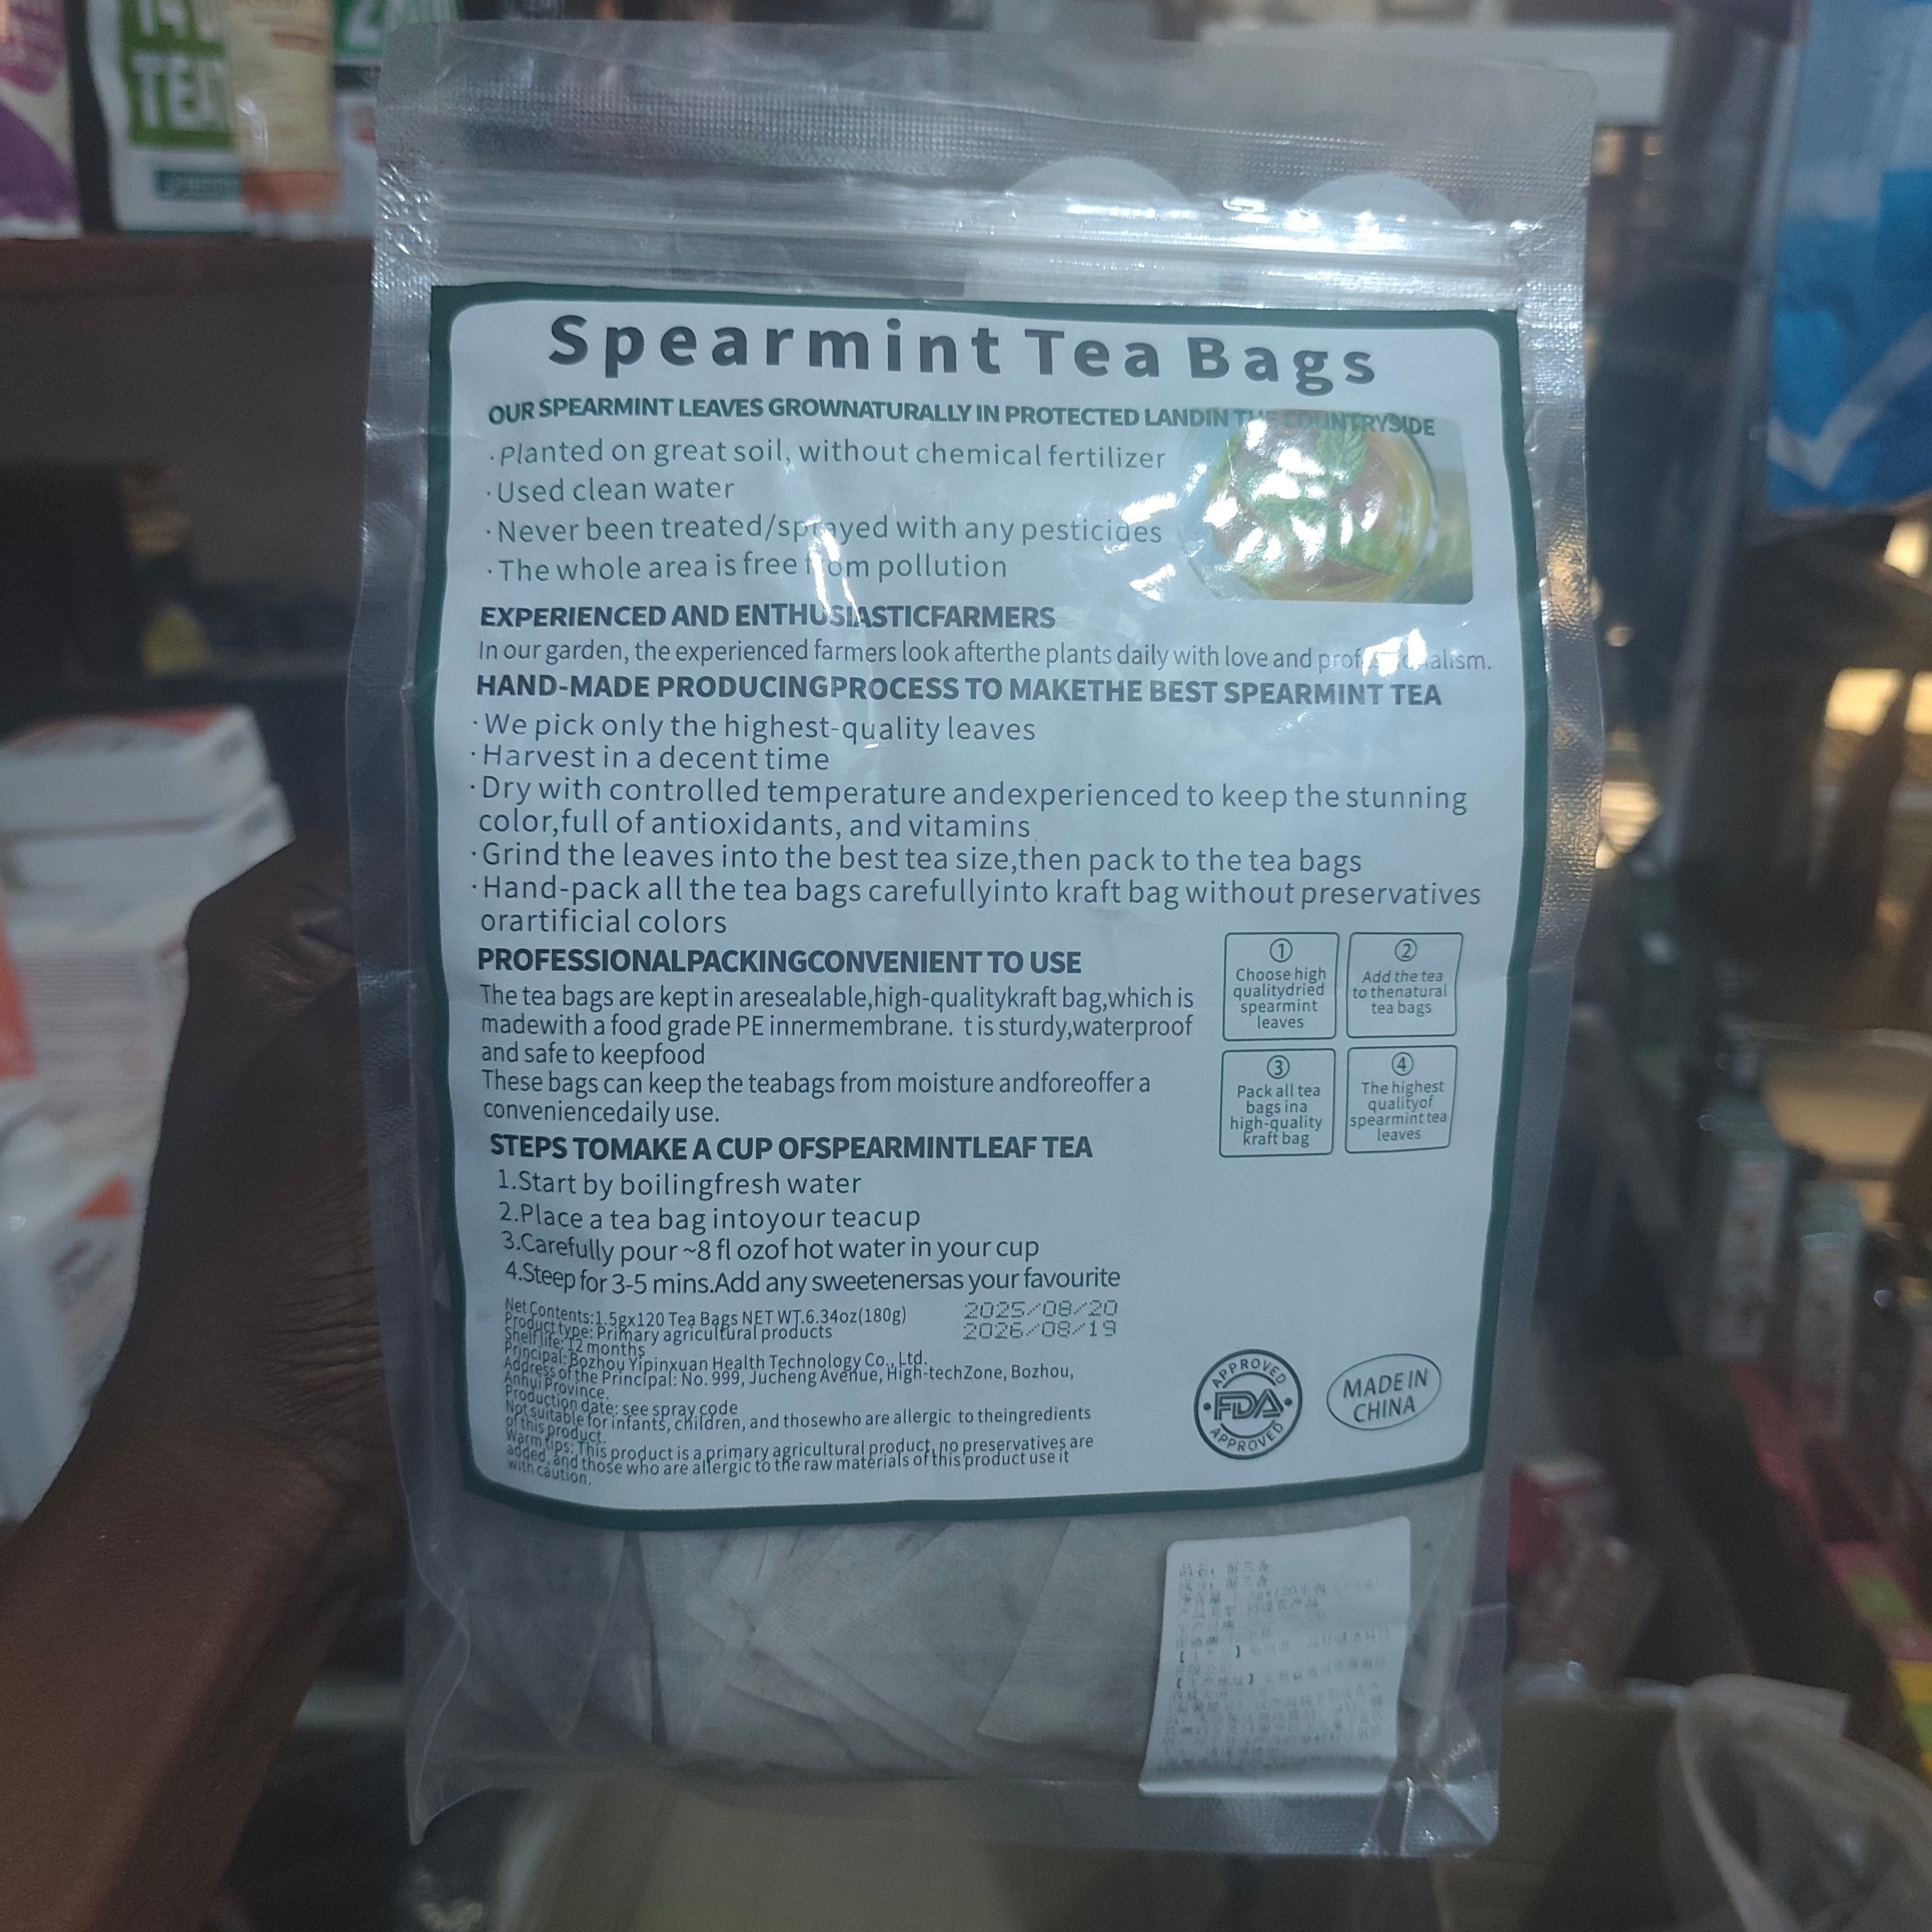 TEA
Spearmint Tea Bags
OUR SPEARMINT LEAVES GROWNATURALLY IN PROTECTED LANDIN THE COUNTRYSIDE
·Planted on great soil, without chemical fertilizer
·Used clean water
·Never been treated/sprayed with any pesticides
·The whole area is free from pollution
EXPERIENCED AND ENTHUSIASTICFARMERS
In our garden, the experienced farmers look afterthe plants daily with love and professionalism.
HAND-MADE PRODUCINGPROCESS TO MAKETHE BEST SPEARMINT TEA
·We pick only the highest-quality leaves
·Harvest in a decent time
·Dry with controlled temperature andexperienced to keep the stunning
color,full of antioxidants, and vitamins
·Grind the leaves into the best tea size,then pack to the tea bags
·Hand-pack all the tea bags carefullyinto kraft bag without preservatives
orartificial colors
PROFESSIONALPACKINGCONVENIENT TO USE
The tea bags are kept in aresealable,high-qualitykraft bag,which is
madewith a food grade PE innermembrane. t is sturdy,waterproof
and safe to keepfood
These bags can keep the teabags from moisture andforeoffer a
conveniencedaily use.
①
Choose high
qualitydried
spearmint
leaves
②
Add the tea
to thenatural
tea bags
③
Pack all tea
bags ina
high-quality
kraft bag
④
The highest
qualityof
spearmint tea
leaves
STEPS TOMAKE A CUP OFSPEARMINTLEAF TEA
1.Start by boilingfresh water
2.Place a tea bag intoyour teacup
3.Carefully pour ~8 fl ozof hot water in your cup
4.Steep for 3-5 mins.Add any sweetenersas your favourite
Net Contents:1.5gx120 Tea Bags NET WT.6.34oz(180g)
Product type: Primary agricultural products
Shelf life: 12 months
Principal: Bozhou Yipinxuan Health Technology Co., Ltd.
Address of the Principal: No. 999, Jucheng Avenue, High-techZone, Bozhou,
Anhui Province.
Production date: see spray code
Not suitable for infants, children, and thosewho are allergic to theingredients
of this product.
Warm tips: This product is a primary agricultural product, no preservatives are
added, and those who are allergic to the raw materials of this product use it
with caution.
2025/08/20
2026/08/19
APPROVED
FDA
APPROVED
MADE IN
CHINA